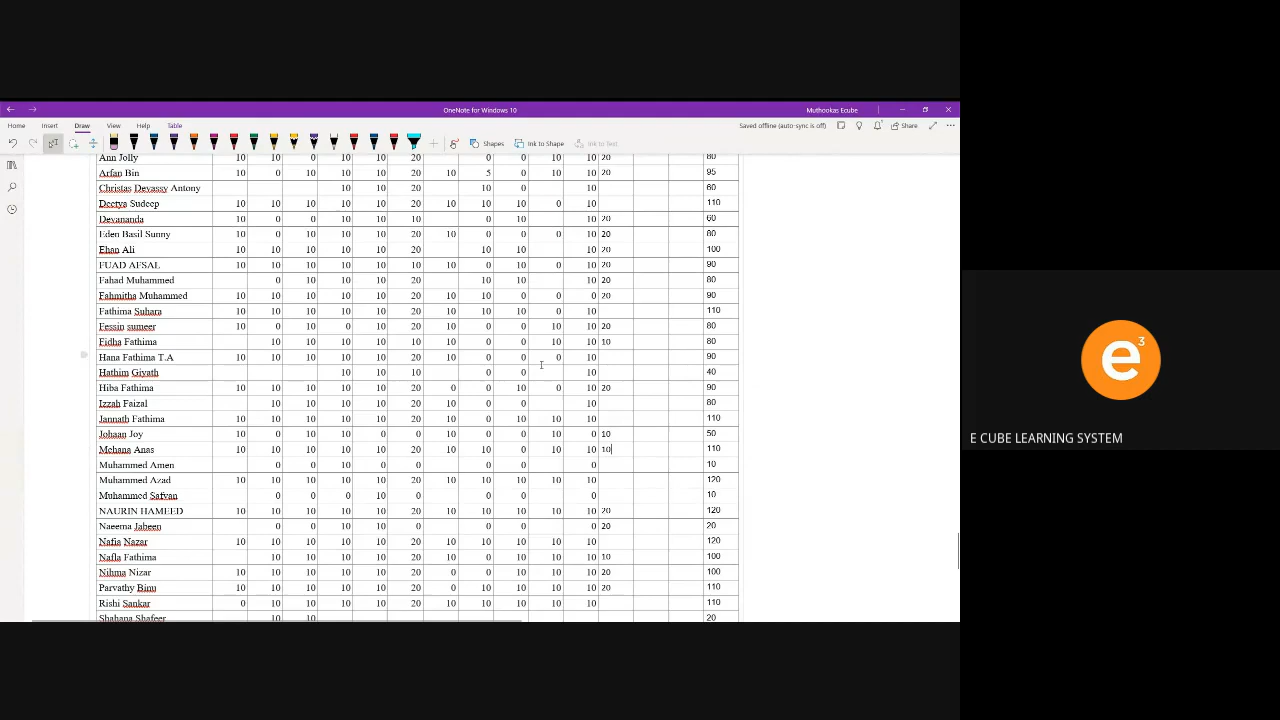 OneNote for Windows 10
Muthookas Ecube
Home Insert Draw View Help Table
Saved offline (auto-sync is off) Share
Shapes Ink to Shape Ink to Text
Ann Jolly 10 10 0 10 10 20 0 0 10 10 20 80
Arfan Bin 10 0 10 10 10 20 10 5 0 10 10 20 95
Christas Devassy Antony 10 10 20 10 0 10 60
Deetya Sudeep 10 10 10 10 10 20 10 10 10 0 10 110
Devananda 10 0 0 10 10 10 0 10 10 20 60
Eden Basil Sunny 10 0 10 10 10 20 10 0 0 0 10 20 80
Ehan Ali 10 10 10 10 10 20 10 10 10 20 100
FUAD AFSAL 10 10 10 10 10 10 10 0 10 0 10 20 90
Fahad Muhammed 0 10 10 10 20 10 10 10 20 80
Fahmitha Muhammed 10 10 10 10 10 20 10 10 0 0 0 20 90
Fathima Suhara 10 10 10 10 10 20 10 10 10 0 10 110
Fessin sumeer 10 0 10 0 10 20 10 0 0 10 10 20 80
Fidha Fathima 10 10 10 10 10 10 0 0 10 10 10 80
Hana Fathima T.A 10 10 10 10 10 20 10 0 0 0 10 90
Hathim Giyath 10 10 10 0 0 10 40
Hiba Fathima 10 10 10 10 10 20 0 0 10 0 10 20 90
Izzah Faizal 10 10 10 10 20 10 0 0 10 80
Jannath Fathima 10 10 10 10 10 20 10 0 10 10 10 110
Johaan Joy 10 0 0 10 10 0 10 0 0 10 0 10 50
Mehana Anas 10 10 10 10 10 20 10 10 0 10 10 10 110
Muhammed Amen 0 0 10 0 0 0 0 0 10
Muhammed Azad 10 10 10 10 10 20 10 10 10 10 10 120
Muhammed Safvan 0 0 0 10 0 0 0 0 10
NAURIN HAMEED 10 10 10 10 20 10 10 10 10 10 20 120
Naeema Jabeen 0 0 10 10 0 0 0 0 20 20
Nafia Nazar 10 10 10 10 10 20 10 10 10 10 10 120
Nafla Fathima 10 10 10 10 20 10 0 10 10 10 10 100
Nihma Nizar 10 10 10 10 10 20 0 0 10 10 10 20 100
Parvathy Binu 10 10 10 10 10 20 0 10 10 10 10 20 110
Rishi Sankar 0 10 10 10 10 20 10 10 10 10 10 110
Shahana Shafeer 10 10 20
e3
E CUBE LEARNING SYSTEM